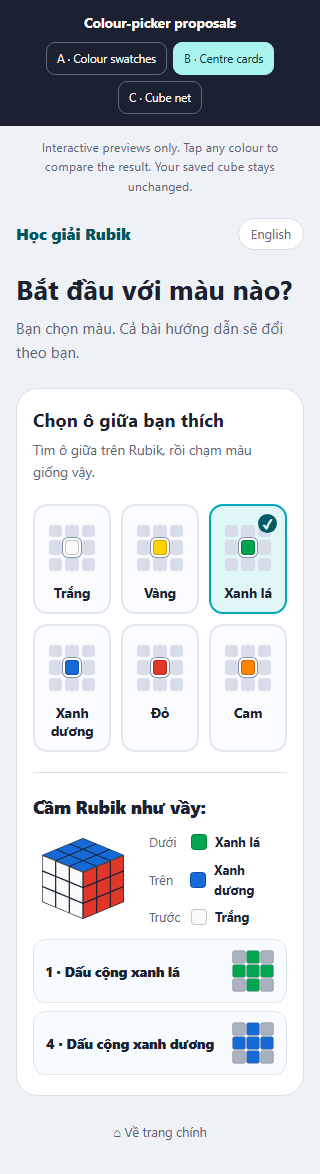 Colour-picker proposals
A · Colour swatches
B · Centre cards
C · Cube net
Interactive previews only. Tap any colour to
compare the result. Your saved cube stays
unchanged.
Học giải Rubik
English
Bắt đầu với màu nào?
Bạn chọn màu. Cả bài hướng dẫn sẽ đổi
theo bạn.
Chọn ô giữa bạn thích
Tìm ô giữa trên Rubik, rồi chạm màu
giống vậy.
Trắng
Vàng
Xanh lá
Xanh
dương
Đỏ
Cam
Cầm Rubik như vầy:
Dưới
Xanh lá
Trên
Xanh
dương
Trước
Trắng
1 · Dấu cộng xanh lá
4 · Dấu cộng xanh dương
⌂ Về trang chính